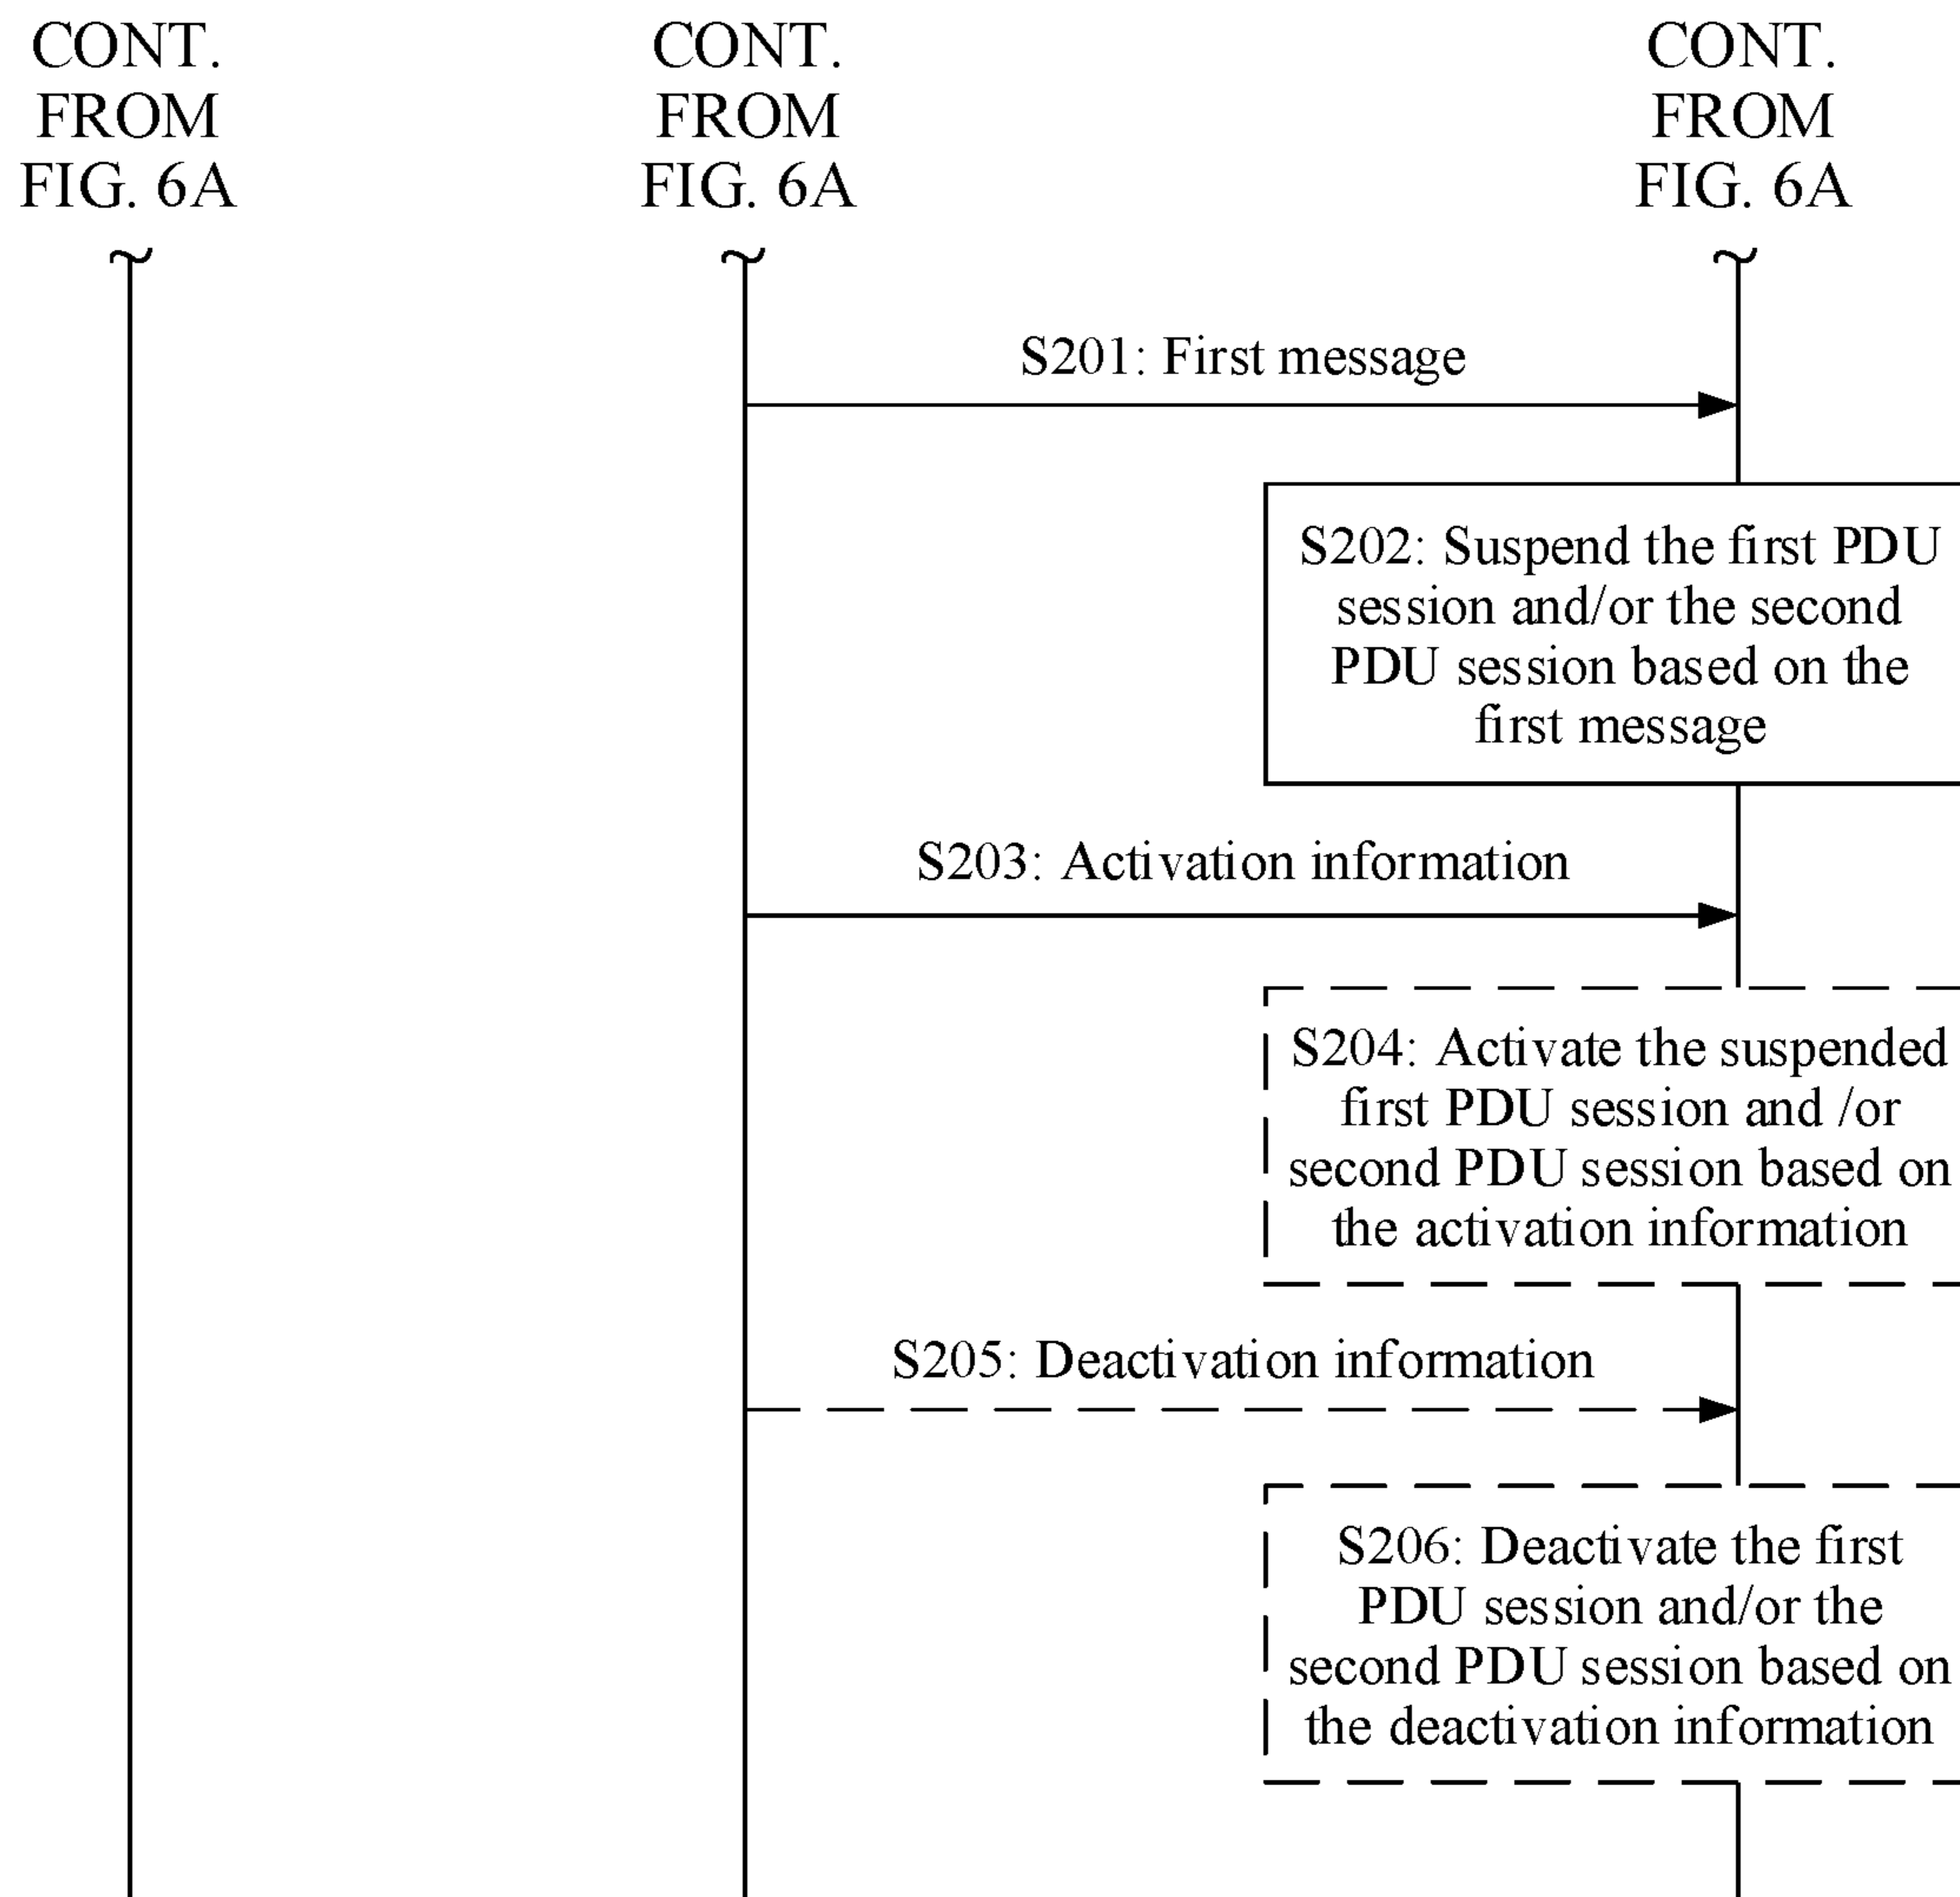 CONT.
FROM
FIG. 6A
CONT.
FROM
FIG. 6A
CONT.
FROM
FIG. 6A
S201: First message
S202: Suspend the first PDU
session and/or the second
PDU session based on the
first message
S203: Activation information
S204: Activate the suspended
first PDU session and /or
second PDU session based on
the activation information
S205: Deactivation information
S206: Deactivate the first
PDU session and/or the
second PDU session based on
the deactivation information